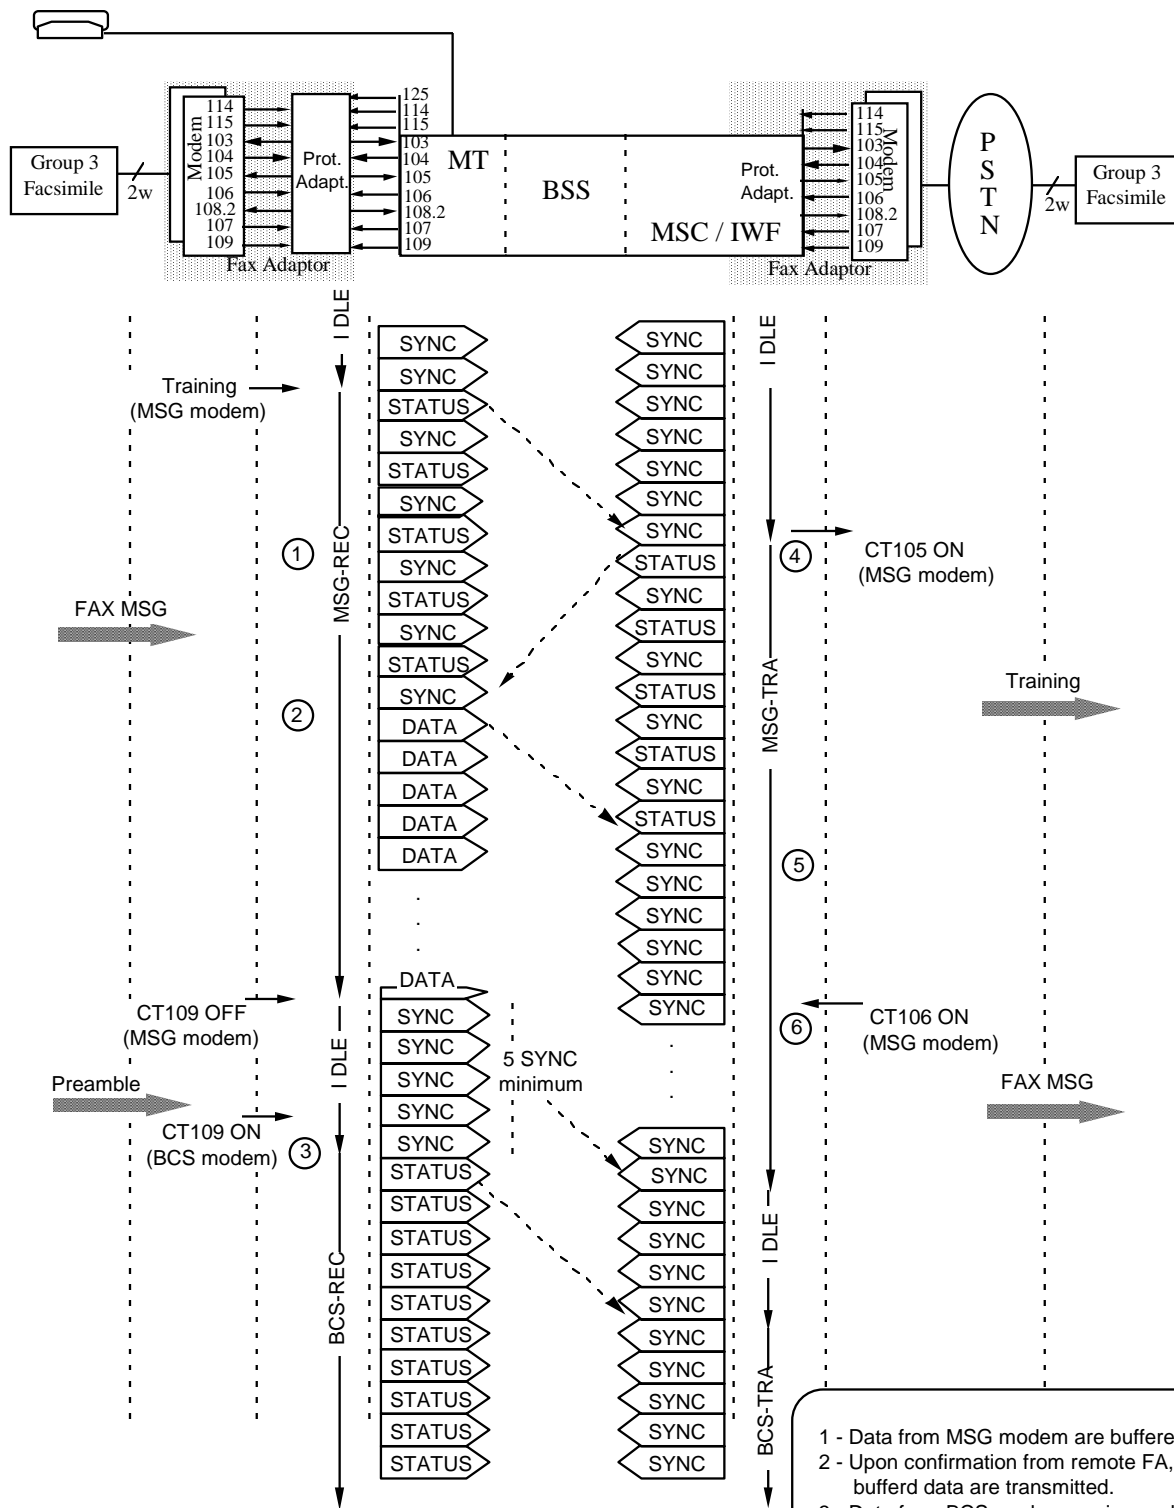 114
115
103
104
105
106
108.2
107
109
Modem
Prot.
Adapt.
125
114
115
103
104
105
106
108.2
107
109
MT
BSS
MSC / IWF
Prot.
Adapt.
114
115
103
104
105
106
108.2
107
109
Modem
P
S
T
N
Group 3
Facsimile
2w
Group 3
Facsimile
2w
Fax Adaptor
Fax Adaptor
I DLE
I DLE
SYNC
SYNC
STATUS
SYNC
STATUS
SYNC
STATUS
SYNC
STATUS
SYNC
STATUS
SYNC
DATA
DATA
DATA
DATA
DATA
.
.
.
DATA
SYNC
SYNC
SYNC
SYNC
SYNC
STATUS
STATUS
STATUS
STATUS
STATUS
STATUS
STATUS
STATUS
STATUS
STATUS
SYNC
SYNC
SYNC
SYNC
SYNC
SYNC
SYNC
STATUS
SYNC
STATUS
SYNC
STATUS
SYNC
STATUS
SYNC
STATUS
SYNC
SYNC
SYNC
SYNC
SYNC
SYNC
.
.
.
SYNC
SYNC
SYNC
SYNC
SYNC
SYNC
SYNC
SYNC
SYNC
SYNC
SYNC
Training
(MSG modem)
1
MSG-REC
FAX MSG
2
CT109 OFF
(MSG modem)
I DLE
5 SYNC
minimum
Preamble
CT109 ON
(BCS modem)
3
BCS-REC
4
CT105 ON
(MSG modem)
MSG-TRA
Training
5
6
CT106 ON
(MSG modem)
FAX MSG
I DLE
BCS-TRA
1 - Data from MSG modem are buffere
2 - Upon confirmation from remote FA,
bufferd data are transmitted.